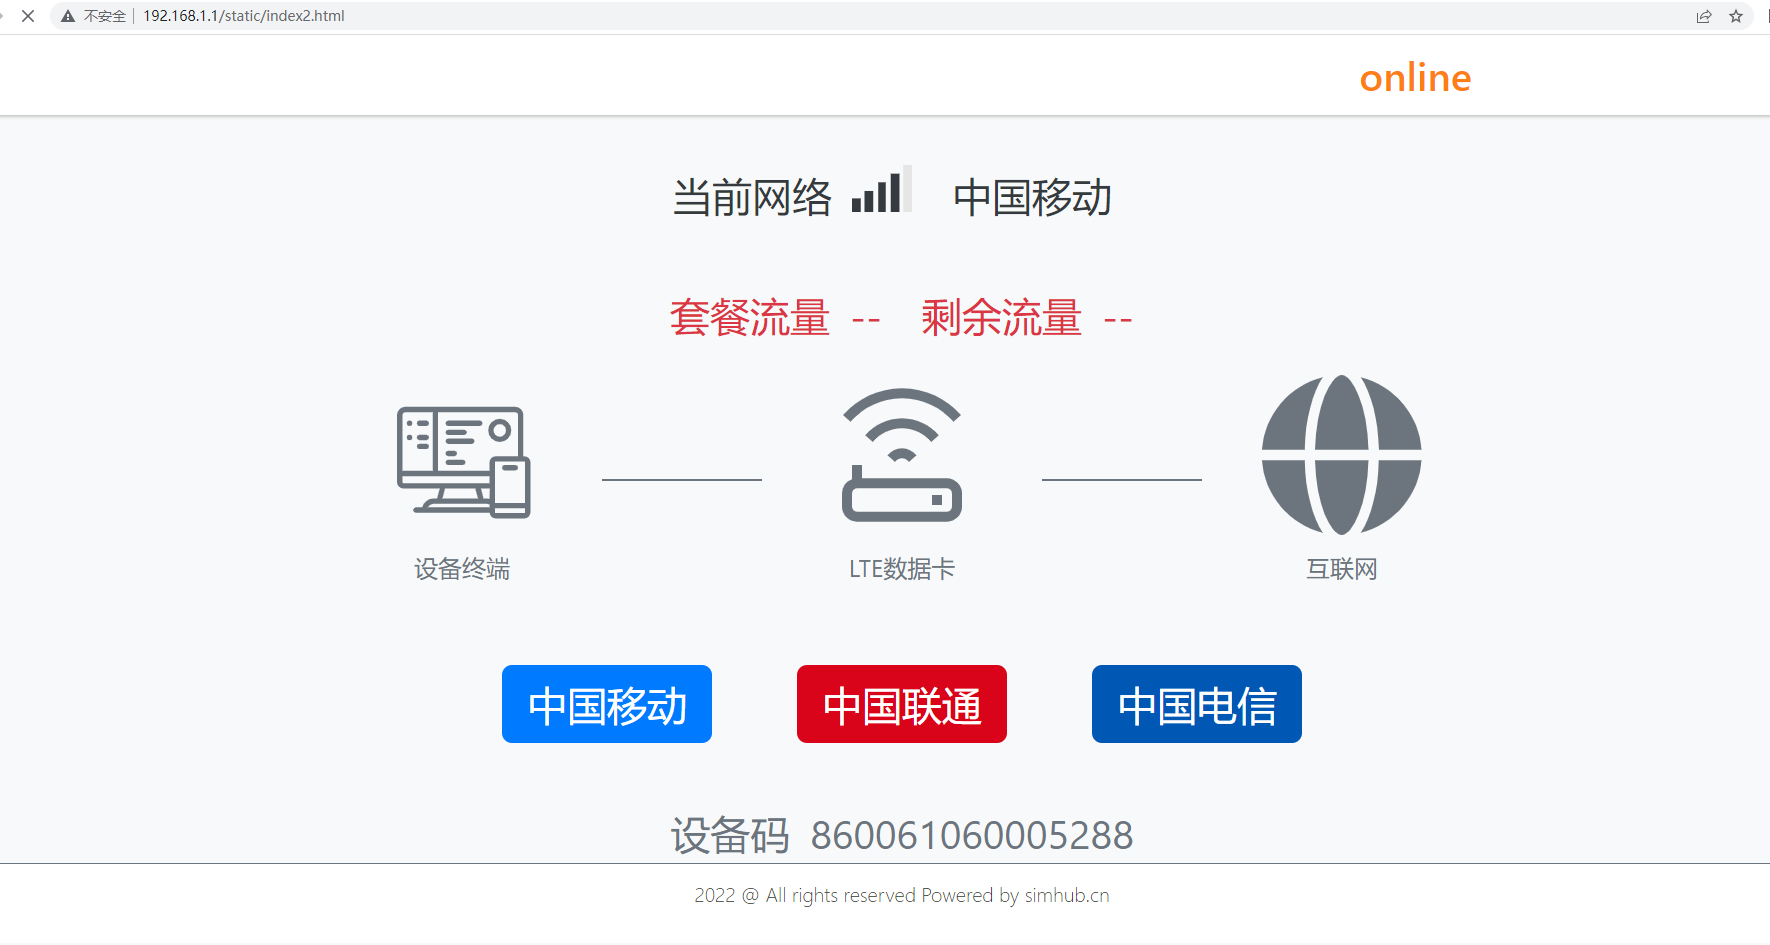 不安全 192.168.1.1/static/index2.html
online
当前网络 中国移动
套餐流量 -- 剩余流量 --
设备终端 LTE数据卡 互联网
中国移动 中国联通 中国电信
设备码 860061060005288
2022 @ All rights reserved Powered by simhub.cn